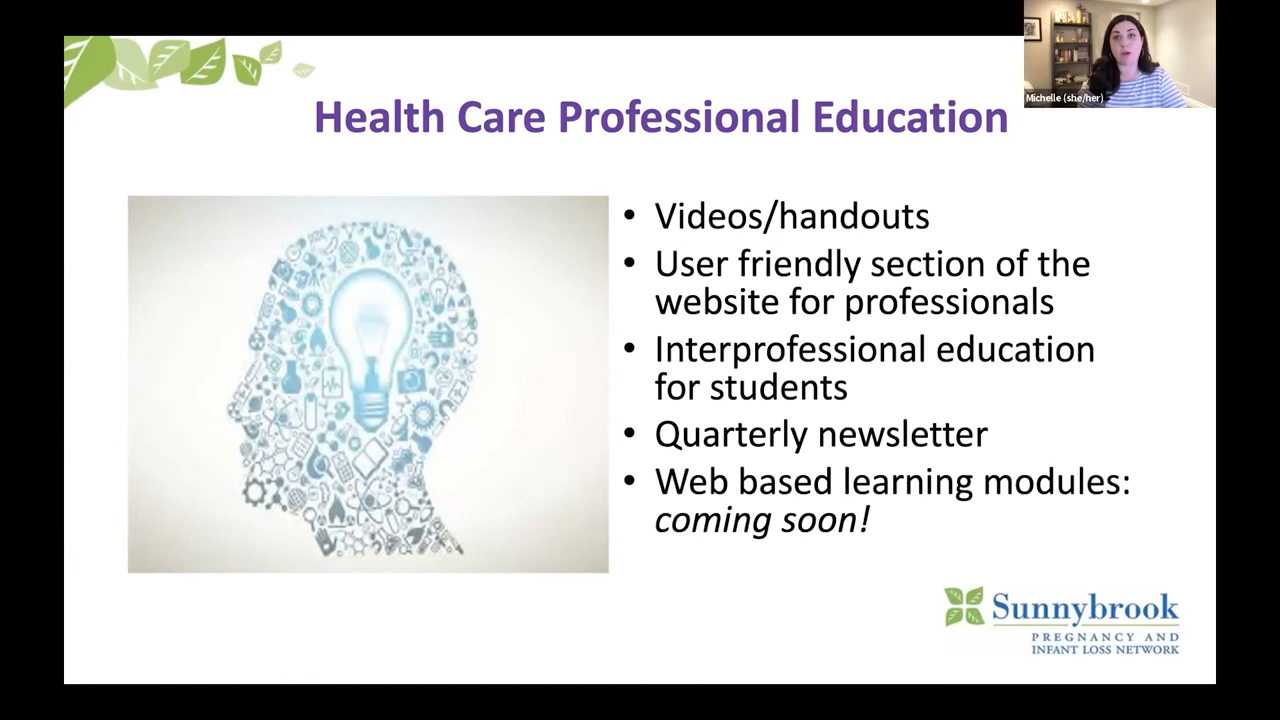 Michelle (she/her)
Health Care Professional Education
• Videos/handouts
• User friendly section of the
website for professionals
• Interprofessional education
for students
• Quarterly newsletter
• Web based learning modules:
coming soon!
Sunnybrook
PREGNANCY AND
INFANT LOSS NETWORK